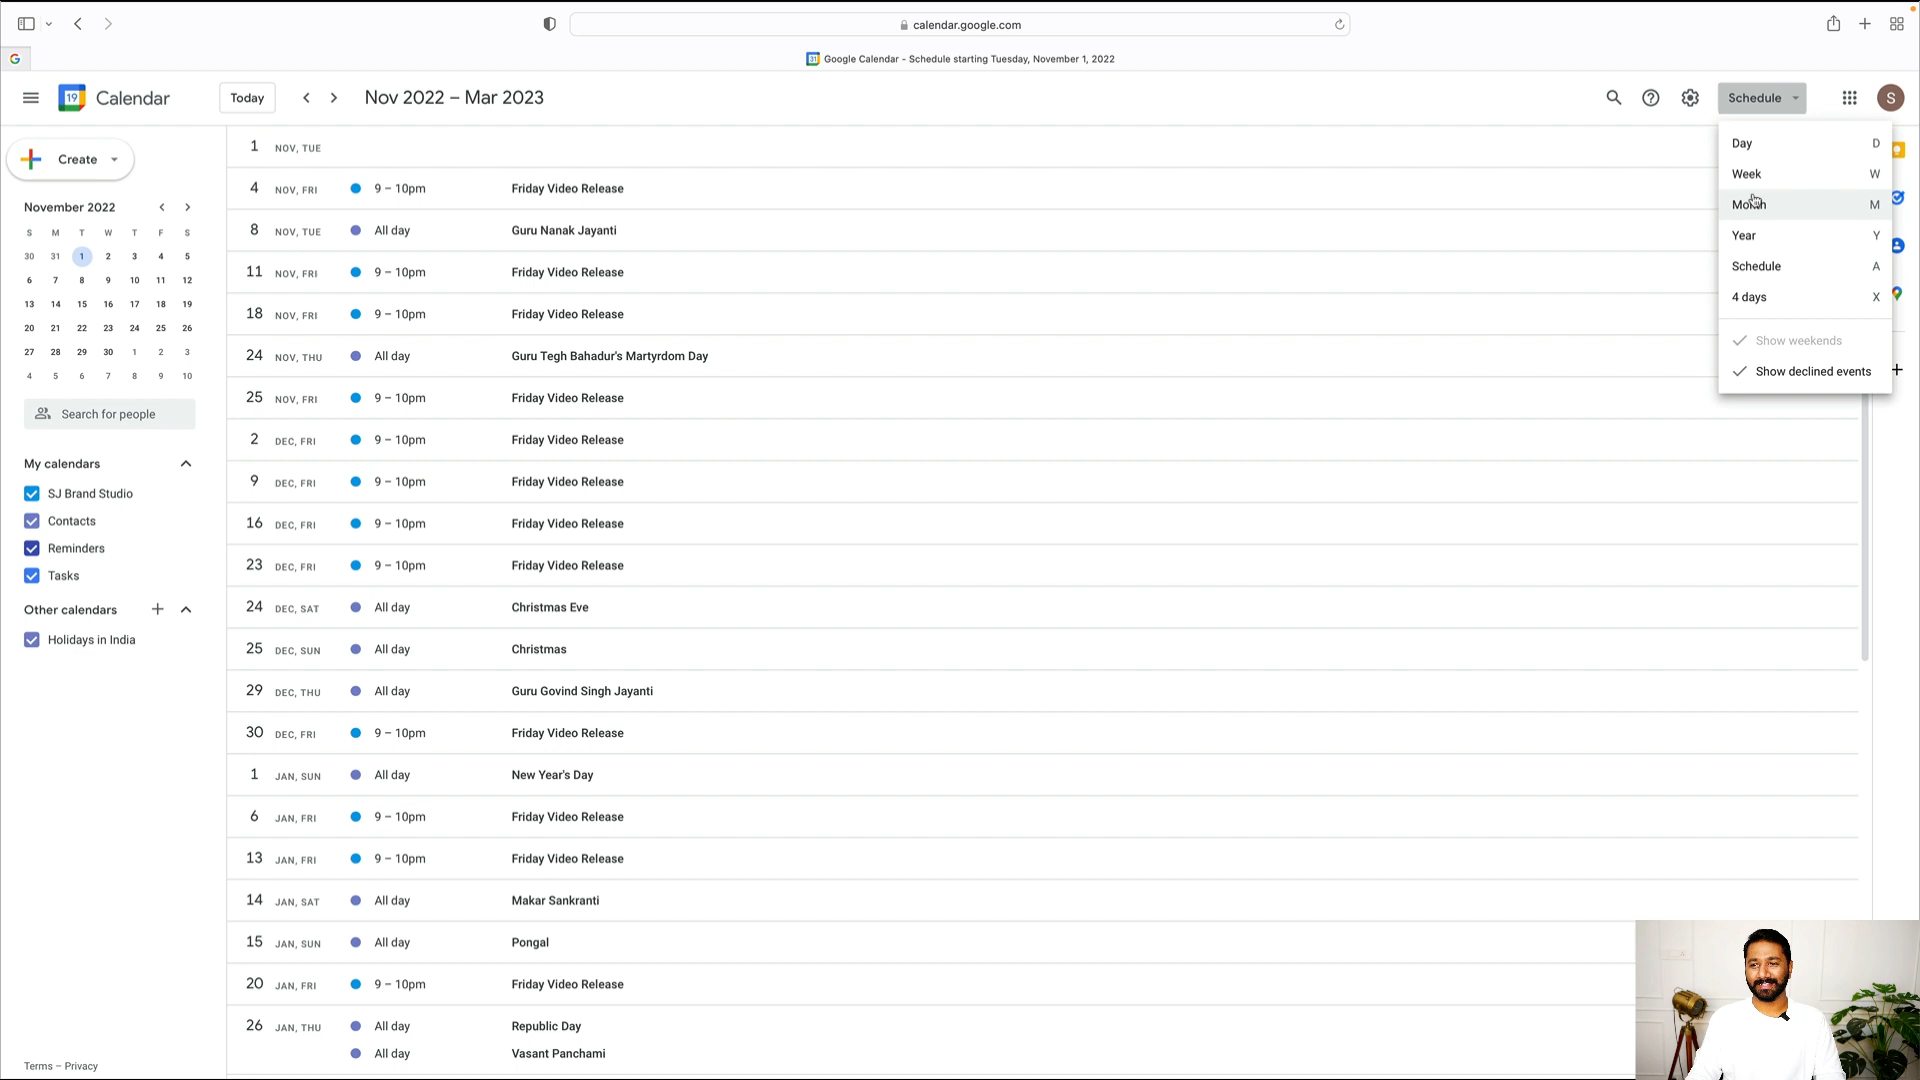 calendar.google.com
Google Calendar - Schedule starting Tuesday, November 1, 2022
19 Calendar Today Nov 2022 – Mar 2023 Schedule S
Create
November 2022
S M T W T F S
30 31 1 2 3 4 5
6 7 8 9 10 11 12
13 14 15 16 17 18 19
20 21 22 23 24 25 26
27 28 29 30 1 2 3
4 5 6 7 8 9 10
Search for people
My calendars
SJ Brand Studio
Contacts
Reminders
Tasks
Other calendars
Holidays in India
Terms – Privacy
1 NOV, TUE
4 NOV, FRI 9 – 10pm Friday Video Release
8 NOV, TUE All day Guru Nanak Jayanti
11 NOV, FRI 9 – 10pm Friday Video Release
18 NOV, FRI 9 – 10pm Friday Video Release
24 NOV, THU All day Guru Tegh Bahadur's Martyrdom Day
25 NOV, FRI 9 – 10pm Friday Video Release
2 DEC, FRI 9 – 10pm Friday Video Release
9 DEC, FRI 9 – 10pm Friday Video Release
16 DEC, FRI 9 – 10pm Friday Video Release
23 DEC, FRI 9 – 10pm Friday Video Release
24 DEC, SAT All day Christmas Eve
25 DEC, SUN All day Christmas
29 DEC, THU All day Guru Govind Singh Jayanti
30 DEC, FRI 9 – 10pm Friday Video Release
1 JAN, SUN All day New Year's Day
6 JAN, FRI 9 – 10pm Friday Video Release
13 JAN, FRI 9 – 10pm Friday Video Release
14 JAN, SAT All day Makar Sankranti
15 JAN, SUN All day Pongal
20 JAN, FRI 9 – 10pm Friday Video Release
26 JAN, THU All day Republic Day
All day Vasant Panchami
Day D
Week W
Month M
Year Y
Schedule A
4 days X
Show weekends
Show declined events